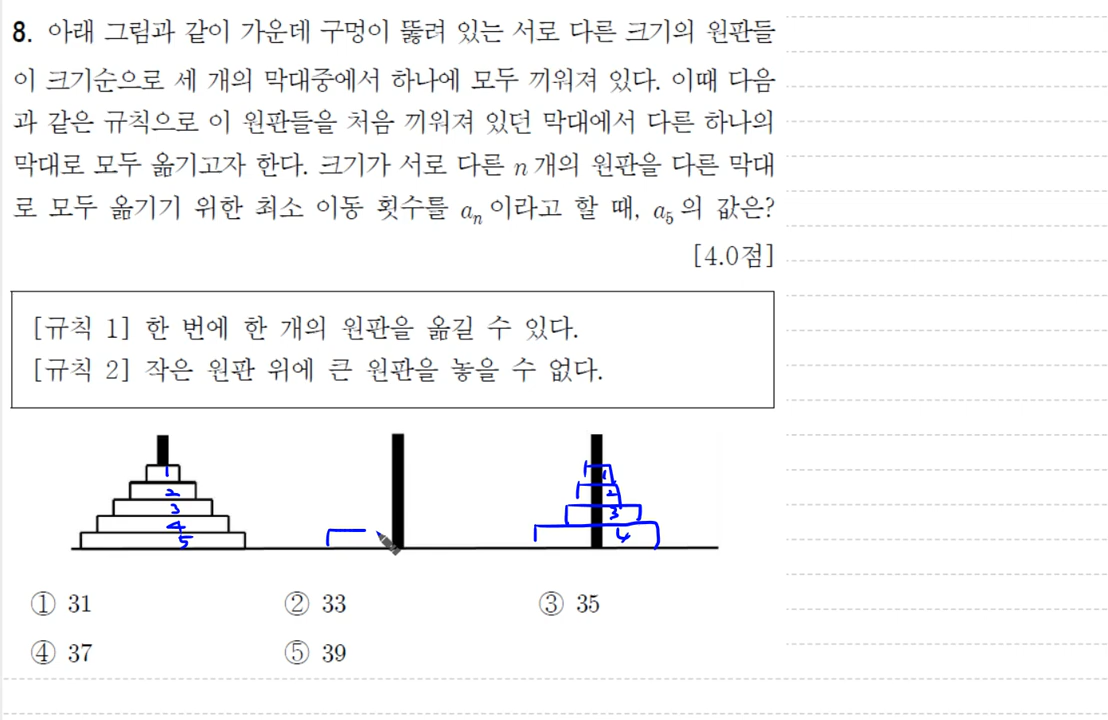 8. 아래 그림과 같이 가운데 구멍이 뚫려 있는 서로 다른 크기의 원판들
이 크기순으로 세 개의 막대중에서 하나에 모두 끼워져 있다. 이때 다음
과 같은 규칙으로 이 원판들을 처음 끼워져 있던 막대에서 다른 하나의
막대로 모두 옮기고자 한다. 크기가 서로 다른 n개의 원판을 다른 막대
로 모두 옮기기 위한 최소 이동 횟수를 aₙ이라고 할 때, a₅의 값은?
[4.0점]
[규칙 1] 한 번에 한 개의 원판을 옮길 수 있다.
[규칙 2] 작은 원판 위에 큰 원판을 놓을 수 없다.
1 1
2 2
3 3
4 4
5
① 31 ② 33 ③ 35
④ 37 ⑤ 39